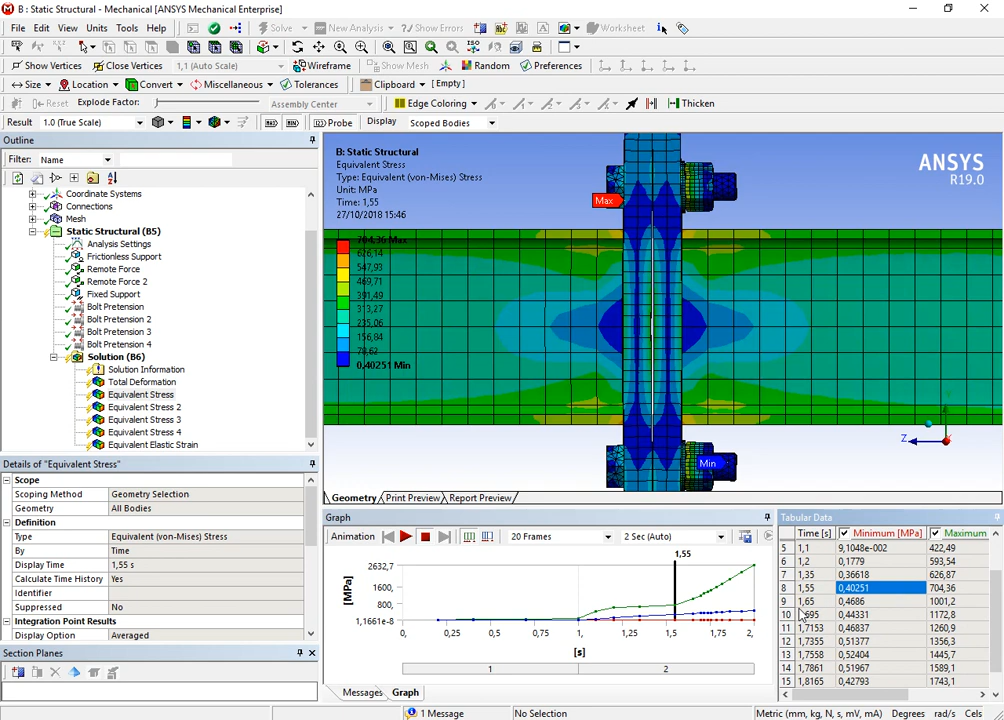 B : Static Structural - Mechanical [ANSYS Mechanical Enterprise]
File Edit View Units Tools Help Solve New Analysis Show Errors Worksheet
Show Vertices Close Vertices 1,1 (Auto Scale) Wireframe Show Mesh Random Preferences
Size Location Convert Miscellaneous Tolerances Clipboard [ Empty ]
Reset Explode Factor: Assembly Center Edge Coloring Thicken
Result 1.0 (True Scale) Probe Display Scoped Bodies
Outline
Filter: Name
Coordinate Systems
Connections
Mesh
Static Structural (B5)
Analysis Settings
Frictionless Support
Remote Force
Remote Force 2
Fixed Support
Bolt Pretension
Bolt Pretension 2
Bolt Pretension 3
Bolt Pretension 4
Solution (B6)
Solution Information
Total Deformation
Equivalent Stress
Equivalent Stress 2
Equivalent Stress 3
Equivalent Stress 4
Equivalent Elastic Strain
Details of "Equivalent Stress"
Scope
Scoping Method Geometry Selection
Geometry All Bodies
Definition
Type Equivalent (von-Mises) Stress
By Time
Display Time 1,55 s
Calculate Time History Yes
Identifier
Suppressed No
Integration Point Results
Display Option Averaged
Section Planes
B: Static Structural
Equivalent Stress
Type: Equivalent (von-Mises) Stress
Unit: MPa
Time: 1,55
27/10/2018 15:46
ANSYS
R19.0
Max
704,36 Max
626,14
547,93
469,71
391,49
313,27
235,06
156,84
78,62
0,40251 Min
Min
Z
Geometry Print Preview Report Preview
Graph
Animation 20 Frames 2 Sec (Auto)
1,55
[MPa]
2632,7
1600,
800,
1,1661e-8
0, 0,25 0,5 0,75 1, 1,25 1,5 1,75 2,
[s]
1 2
Messages Graph
Tabular Data
Time [s] Minimum [MPa] Maximum
5 1,1 9,1048e-002 422,49
6 1,2 0,1779 593,54
7 1,35 0,36618 626,87
8 1,55 0,40251 704,36
9 1,65 0,4686 1001,2
10 0,44331 1172,8
11 1,7153 0,46837 1260,9
12 1,7355 0,51377 1356,3
13 1,7558 0,52404 1445,7
14 1,7861 0,51967 1589,1
15 1,8165 0,42793 1743,1
1 Message No Selection Metric (mm, kg, N, s, mV, mA) Degrees rad/s Cels